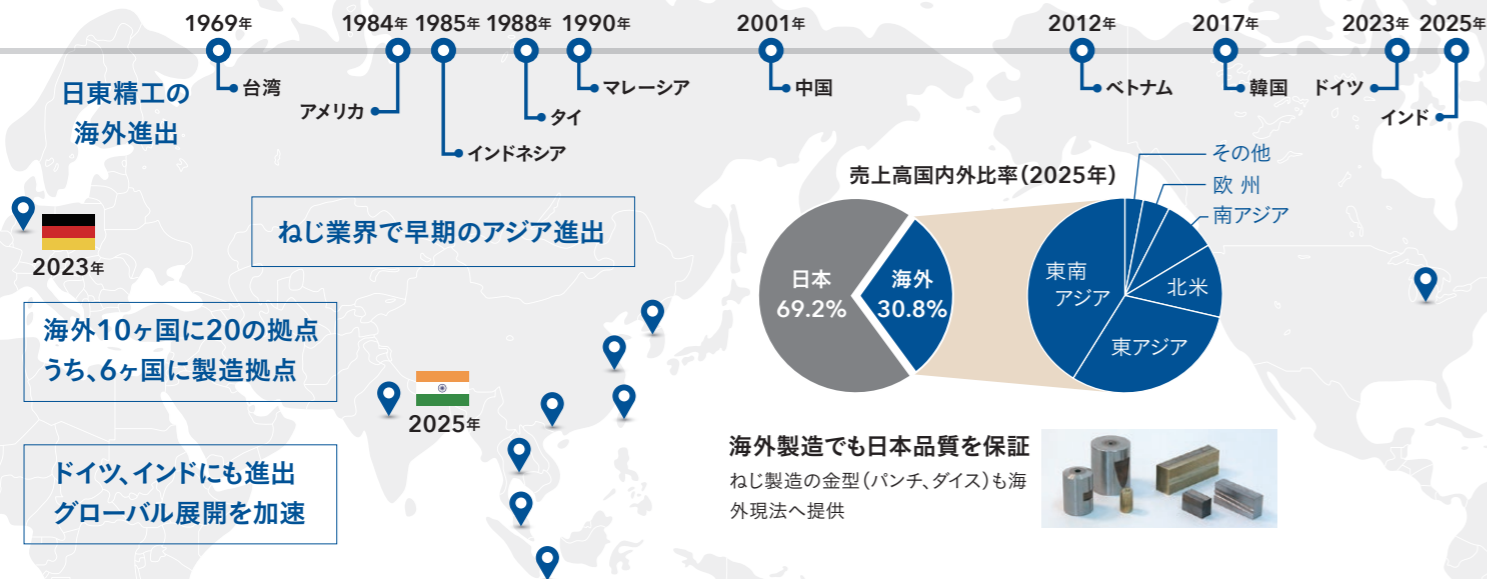 1969年
1984年
1985年
1988年
1990年
2001年
2012年
2017年
2023年
2025年
台湾
アメリカ
インドネシア
タイ
マレーシア
中国
ベトナム
韓国
ドイツ
インド
日東精工の
海外進出
2023年
ねじ業界で早期のアジア進出
海外10ヶ国に20の拠点
うち、6ヶ国に製造拠点
2025年
ドイツ、インドにも進出
グローバル展開を加速
売上高国内外比率(2025年)
日本
69.2%
海外
30.8%
その他
欧 州
南アジア
北米
東アジア
東南
アジア
海外製造でも日本品質を保証
ねじ製造の金型(パンチ、ダイス)も海
外現法へ提供